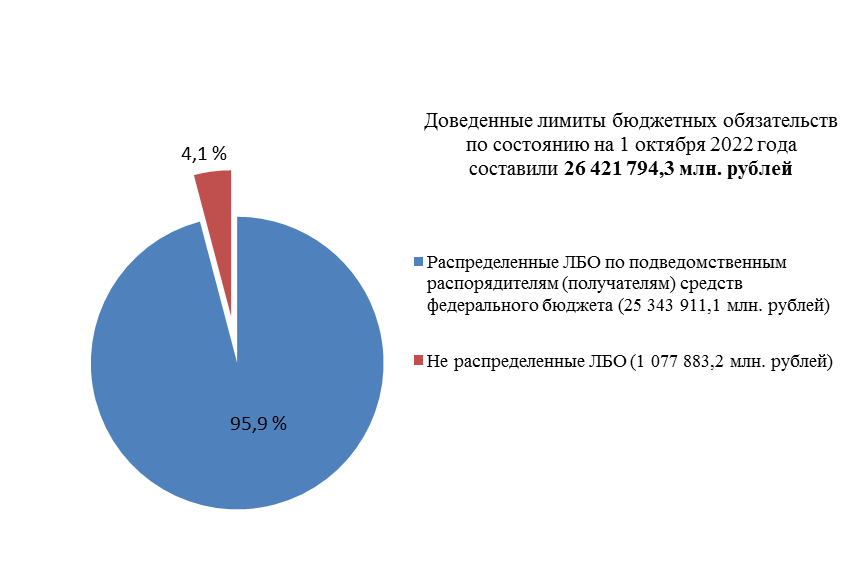 Доведенные лимиты бюджетных обязательств
по состоянию на 1 октября 2022 года
составили 26 421 794,3 млн. рублей
4,1 %
Распределенные ЛБО по подведомственным
распорядителям (получателям) средств
федерального бюджета (25 343 911,1 млн. рублей)
Не распределенные ЛБО (1 077 883,2 млн. рублей)
95,9 %